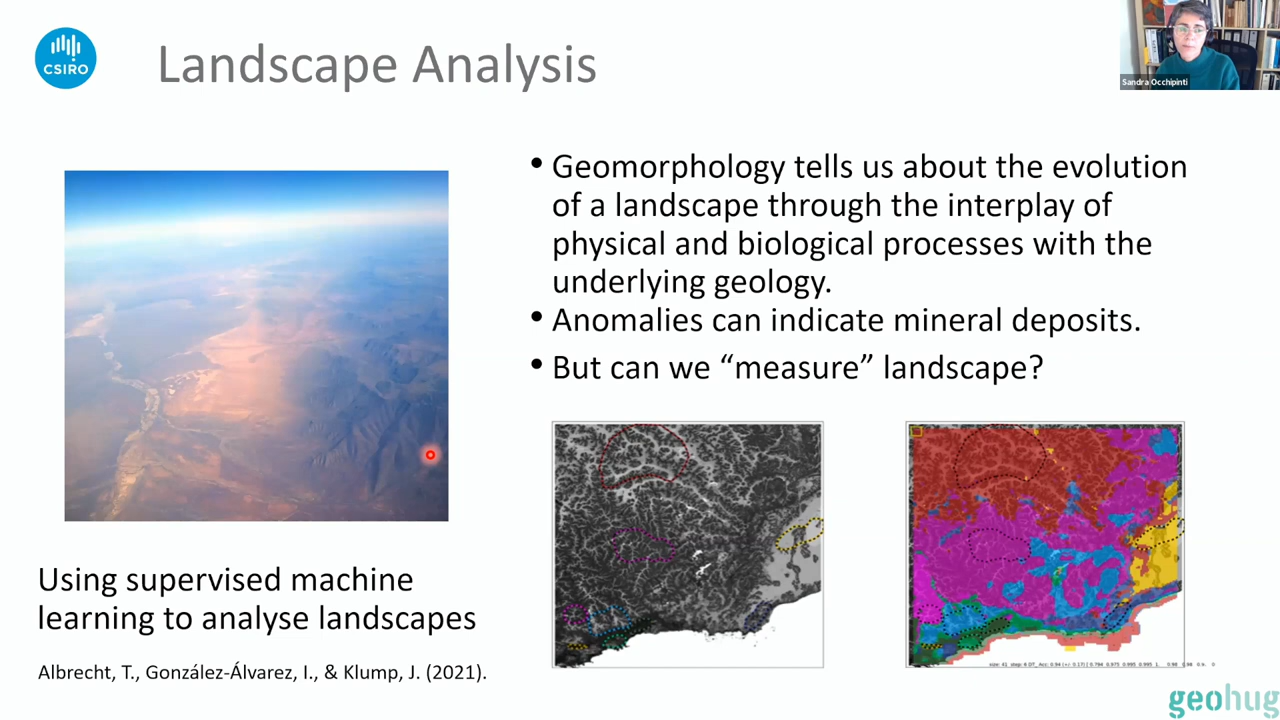 CSIRO
Landscape Analysis
Sandra Occhipinti
• Geomorphology tells us about the evolution
of a landscape through the interplay of
physical and biological processes with the
underlying geology.
• Anomalies can indicate mineral deposits.
• But can we “measure” landscape?
Using supervised machine
learning to analyse landscapes
Albrecht, T., González-Álvarez, I., & Klump, J. (2021).
geohug